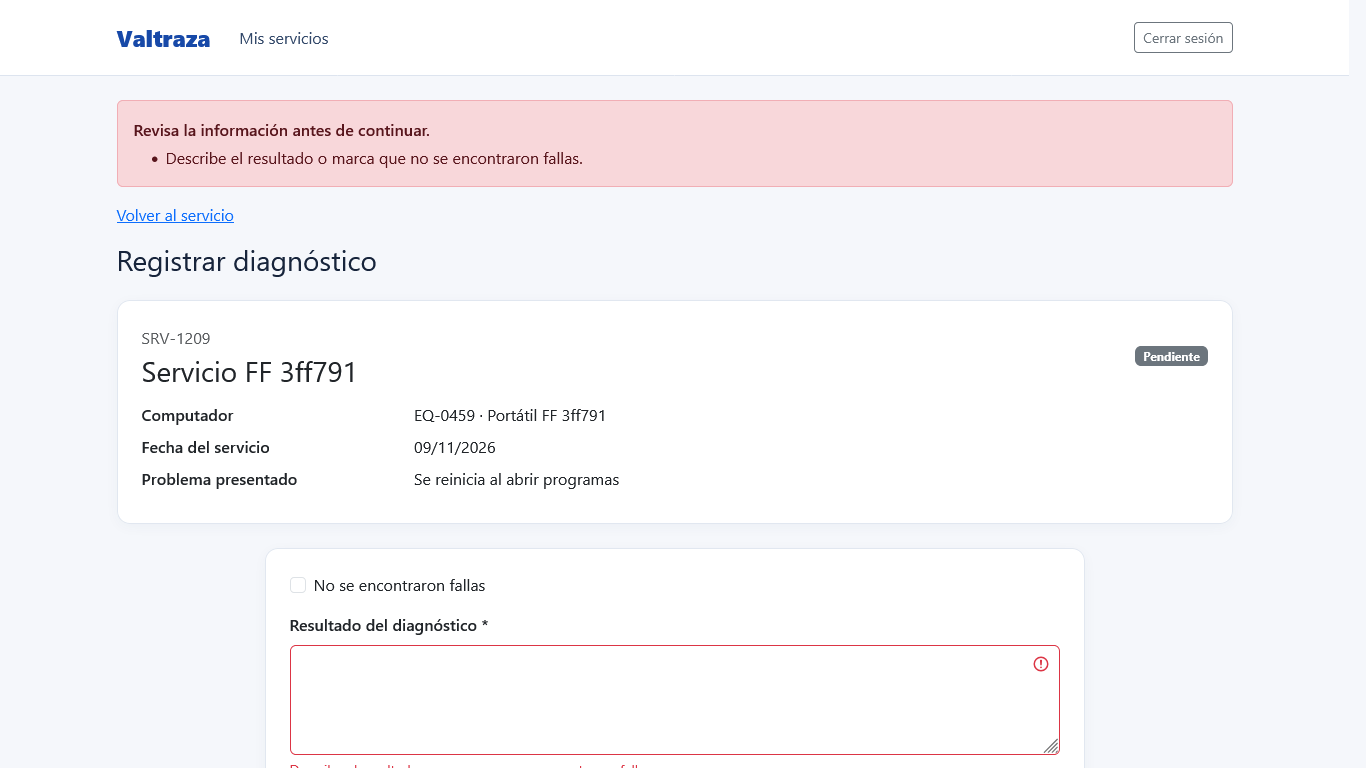 Valtraza Mis servicios Cerrar sesión
Revisa la información antes de continuar.
• Describe el resultado o marca que no se encontraron fallas.
Volver al servicio
Registrar diagnóstico
SRV-1209
Pendiente
Servicio FF 3ff791
Computador EQ-0459 · Portátil FF 3ff791
Fecha del servicio 09/11/2026
Problema presentado Se reinicia al abrir programas
No se encontraron fallas
Resultado del diagnóstico *